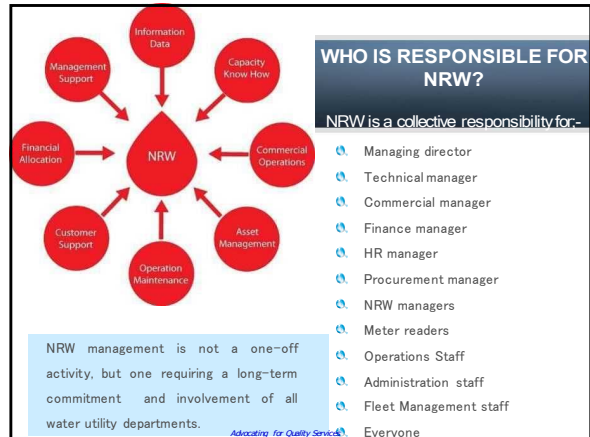 Information
Data
Capacity
Know How
Commercial
Operations
Asset
Management
Operation
Maintenance
Customer
Support
Financial
Allocation
Management
Support
NRW
NRW management is not a one-off
activity, but one requiring a long-term
commitment and involvement of all
water utility departments.
WHO IS RESPONSIBLE FOR
NRW?
NRW is a collective responsibility for:-
Managing director
Technical manager
Commercial manager
Finance manager
HR manager
Procurement manager
NRW managers
Meter readers
Operations Staff
Administration staff
Fleet Management staff
Everyone
Advocating for Quality Services